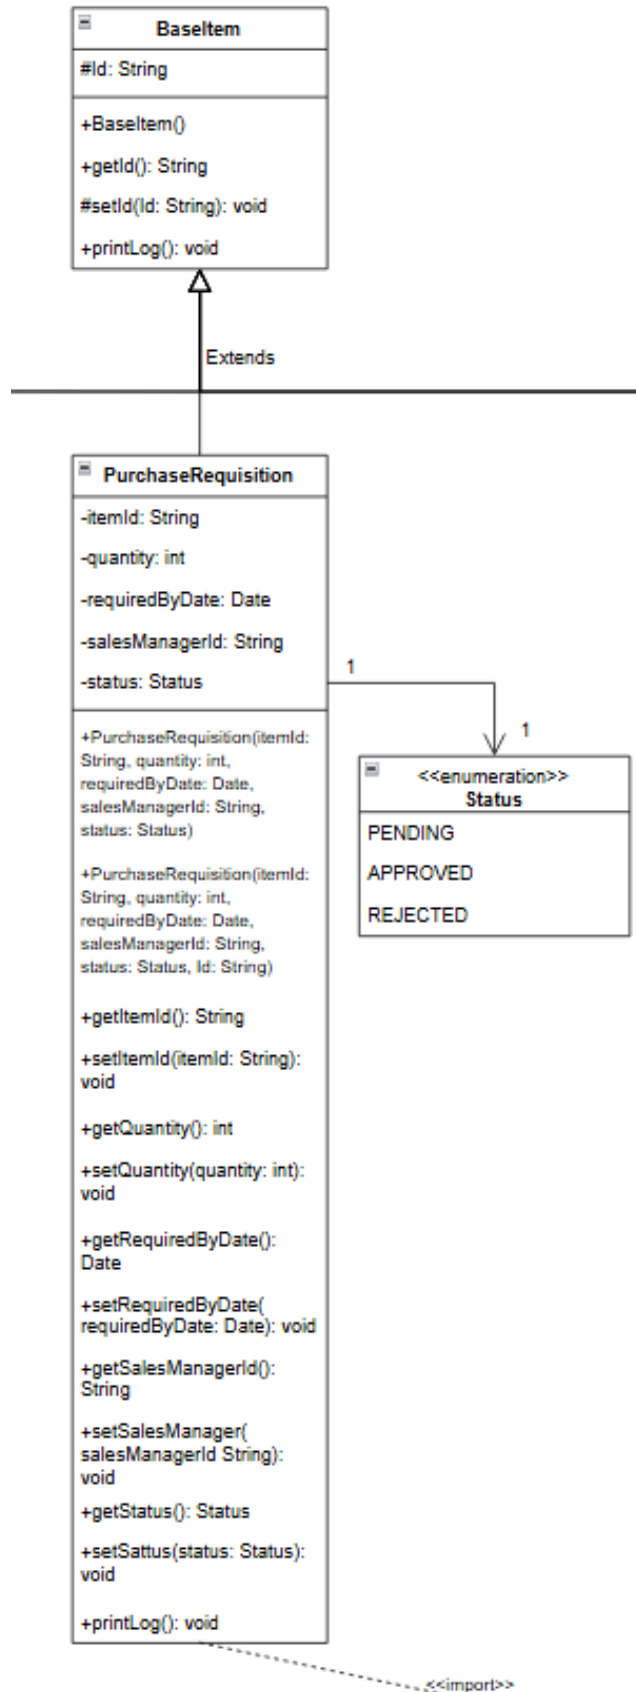 BaseItem
#Id: String
+BaseItem()
+getId(): String
#setId(Id: String): void
+printLog(): void
Extends
PurchaseRequisition
-itemId: String
-quantity: int
-requiredByDate: Date
-salesManagerId: String
-status: Status
1
1
+PurchaseRequisition(itemId:
String, quantity: int,
requiredByDate: Date,
salesManagerId: String,
status: Status)
<<enumeration>>
Status
PENDING
APPROVED
REJECTED
+PurchaseRequisition(itemId:
String, quantity: int,
requiredByDate: Date,
salesManagerId: String,
status: Status, Id: String)
+getItemId(): String
+setItemId(itemId: String):
void
+getQuantity(): int
+setQuantity(quantity: int):
void
+getRequiredByDate():
Date
+setRequiredByDate(
requiredByDate: Date): void
+getSalesManagerId():
String
+setSalesManager(
salesManagerId String):
void
+getStatus(): Status
+setSattus(status: Status):
void
+printLog(): void
<<import>>